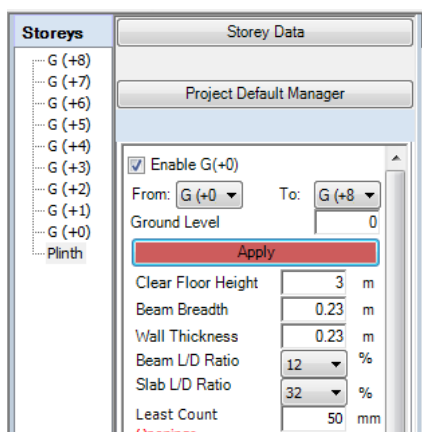 Storeys
G (+8)
G (+7)
G (+6)
G (+5)
G (+4)
G (+3)
G (+2)
G (+1)
G (+0)
Plinth
Storey Data
Project Default Manager
Enable G(+0)
From: G (+0 To: G (+8
Ground Level 0
Apply
Clear Floor Height 3 m
Beam Breadth 0.23 m
Wall Thickness 0.23 m
Beam L/D Ratio 12 %
Slab L/D Ratio 32 %
Least Count 50 mm